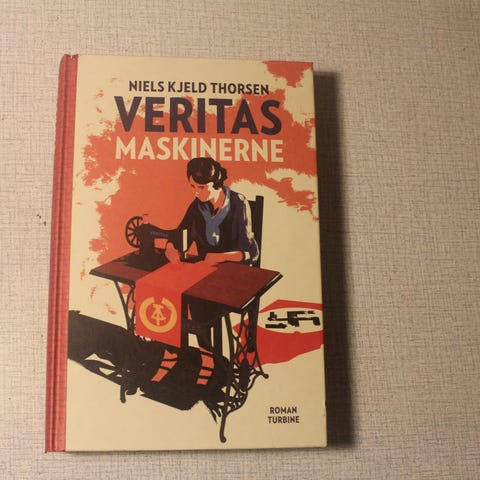 NIELS KJELD THORSEN
VERITAS
MASKINERNE
ROMAN
TURBINE